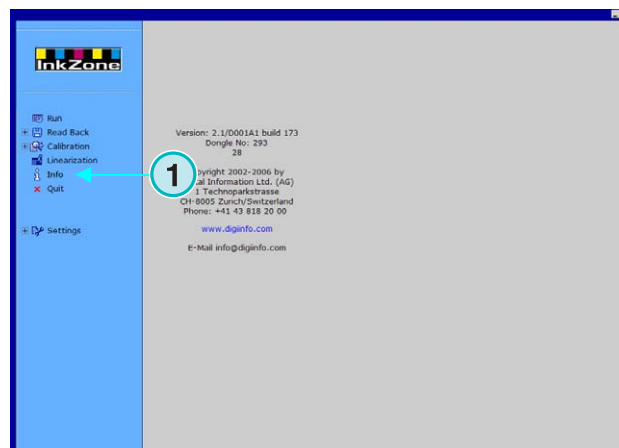 InkZone
Run
Read Back
Calibration
Linearization
Info
Quit
Settings
1
Version: 2.1/D001A1 build 173
Dongle No: 293
28
pyright 2002-2006 by
al Information Ltd. (AG)
1 Technoparkstrasse
CH-8005 Zurich/Switzerland
Phone: +41 43 818 20 00
www.digiinfo.com
E-Mail info@digiinfo.com